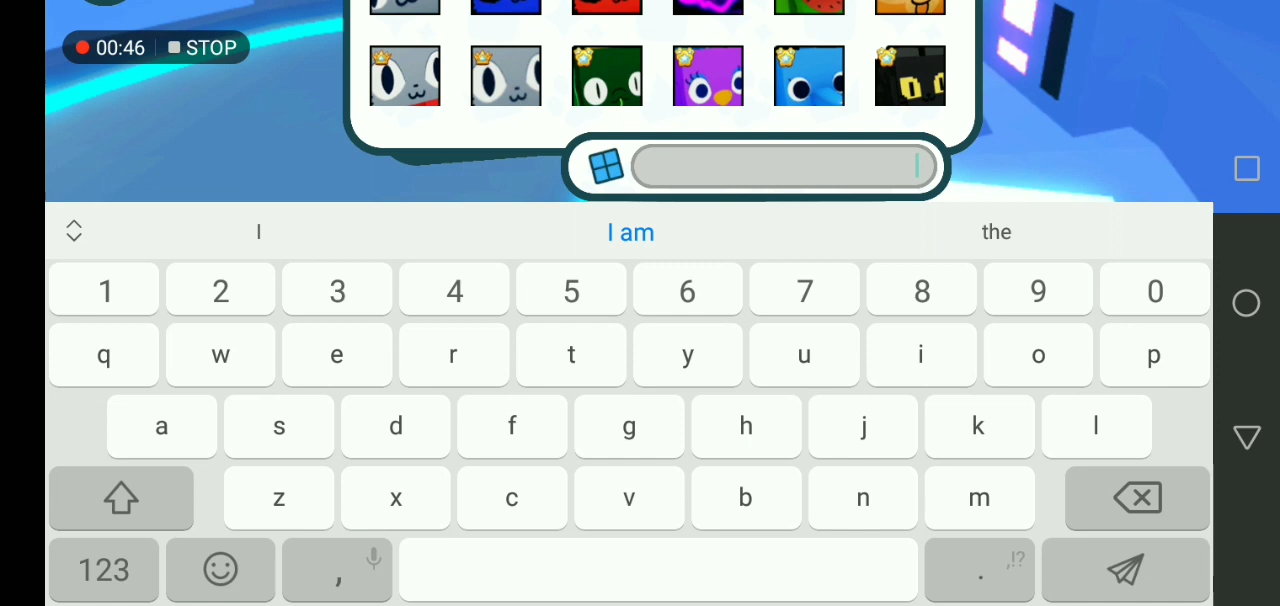 00:46 STOP
I I am the
1 2 3 4 5 6 7 8 9 0
q w e r t y u i o p
a s d f g h j k l
z x c v b n m
123 , . ,!?